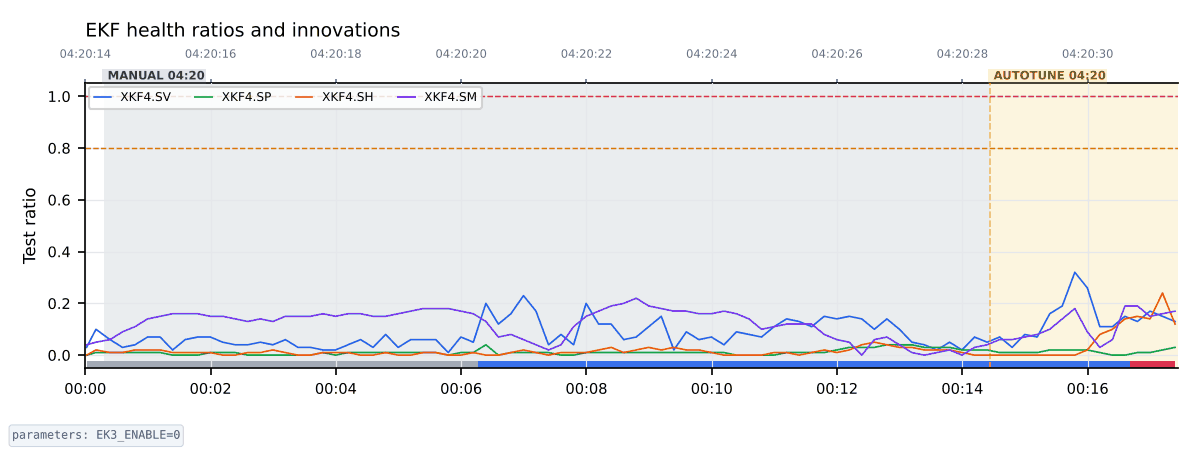 EKF health ratios and innovations
04:20:14 04:20:16 04:20:18 04:20:20 04:20:22 04:20:24 04:20:26 04:20:28 04:20:30
MANUAL 04:20 AUTOTUNE 04:20
XKF4.SV XKF4.SP XKF4.SH XKF4.SM
1.0
0.8
0.6
0.4
0.2
0.0
Test ratio
00:00 00:02 00:04 00:06 00:08 00:10 00:12 00:14 00:16
parameters: EK3_ENABLE=0